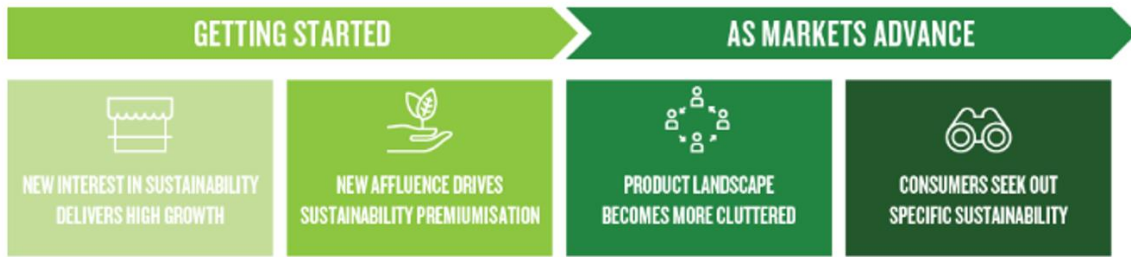 GETTING STARTED
AS MARKETS ADVANCE
NEW INTEREST IN SUSTAINABILITY
DELIVERS HIGH GROWTH
NEW AFFLUENCE DRIVES
SUSTAINABILITY PREMIUMISATION
PRODUCT LANDSCAPE
BECOMES MORE CLUTTERED
CONSUMERS SEEK OUT
SPECIFIC SUSTAINABILITY